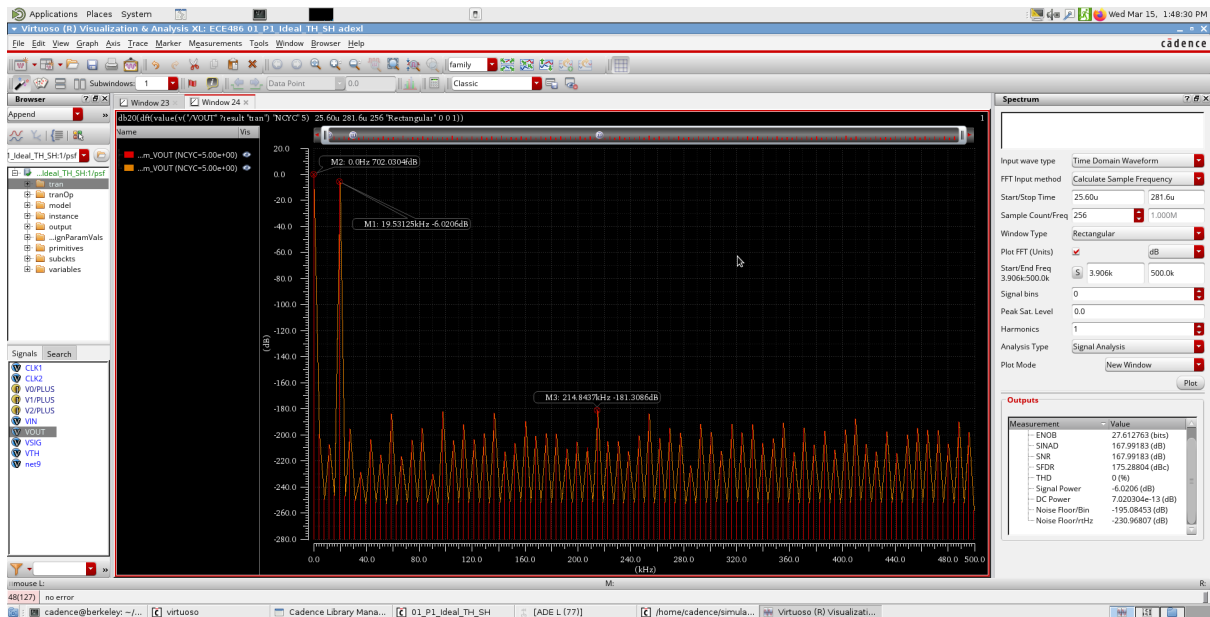 Applications Places System
Wed Mar 15, 1:48:30 PM
Virtuoso (R) Visualization & Analysis XL: ECE486 01_P1_Ideal_TH_SH adexl
File Edit View Graph Axis Trace Marker Measurements Tools Window Browser Help
cādence
family
Subwindows: 1
Data Point
0.0
Classic
Browser
Append
l_Ideal_TH_SH:1/psf
...Ideal_TH_SH:1/psf
tran
tranOp
model
instance
output
...ignParamVals
primitives
subckts
variables
Signals Search
CLK1
CLK2
V0/PLUS
V1/PLUS
V2/PLUS
VIN
VOUT
VSIG
VTH
net9
Window 23
Window 24
db20(dft(value(v("/VOUT" ?result "tran") "NCYC" 5) 25.60u 281.6u 256 "Rectangular" 0 0 1))
1
Name Vis
...m_VOUT (NCYC=5.00e+00)
...m_VOUT (NCYC=5.00e+00)
20.0
0.0
-20.0
-40.0
-60.0
-80.0
-100.0
-120.0
-140.0
-160.0
-180.0
-200.0
-220.0
-240.0
-260.0
-280.0
(dB)
M2: 0.0Hz 702.0304fdB
M1: 19.53125kHz -6.0206dB
M3: 214.8437kHz -181.3086dB
0.0 40.0 80.0 120.0 160.0 200.0 240.0 280.0 320.0 360.0 400.0 440.0 480.0 500.0
(kHz)
Spectrum
Input wave type Time Domain Waveform
FFT Input method Calculate Sample Frequency
Start/Stop Time 25.60u 281.6u
Sample Count/Freq 256 1.000M
Window Type Rectangular
Plot FFT (Units) dB
Start/End Freq
3.906k:500.0k
S 3.906k 500.0k
Signal bins 0
Peak Sat. Level 0.0
Harmonics 1
Analysis Type Signal Analysis
Plot Mode New Window
Plot
Outputs
Measurement Value
ENOB 27.612763 (bits)
SINAD 167.99183 (dB)
SNR 167.99183 (dB)
SFDR 175.28804 (dBc)
THD 0 (%)
Signal Power -6.0206 (dB)
DC Power 7.020304e-13 (dB)
Noise Floor/Bin -195.08453 (dB)
Noise Floor/rtHz -230.96807 (dB)
mouse L:
M:
R:
48(127) no error
cadence@berkeley: ~/...
virtuoso
Cadence Library Mana...
01_P1_Ideal_TH_SH
[ADE L (77)]
/home/cadence/simula...
Virtuoso (R) Visualizati...